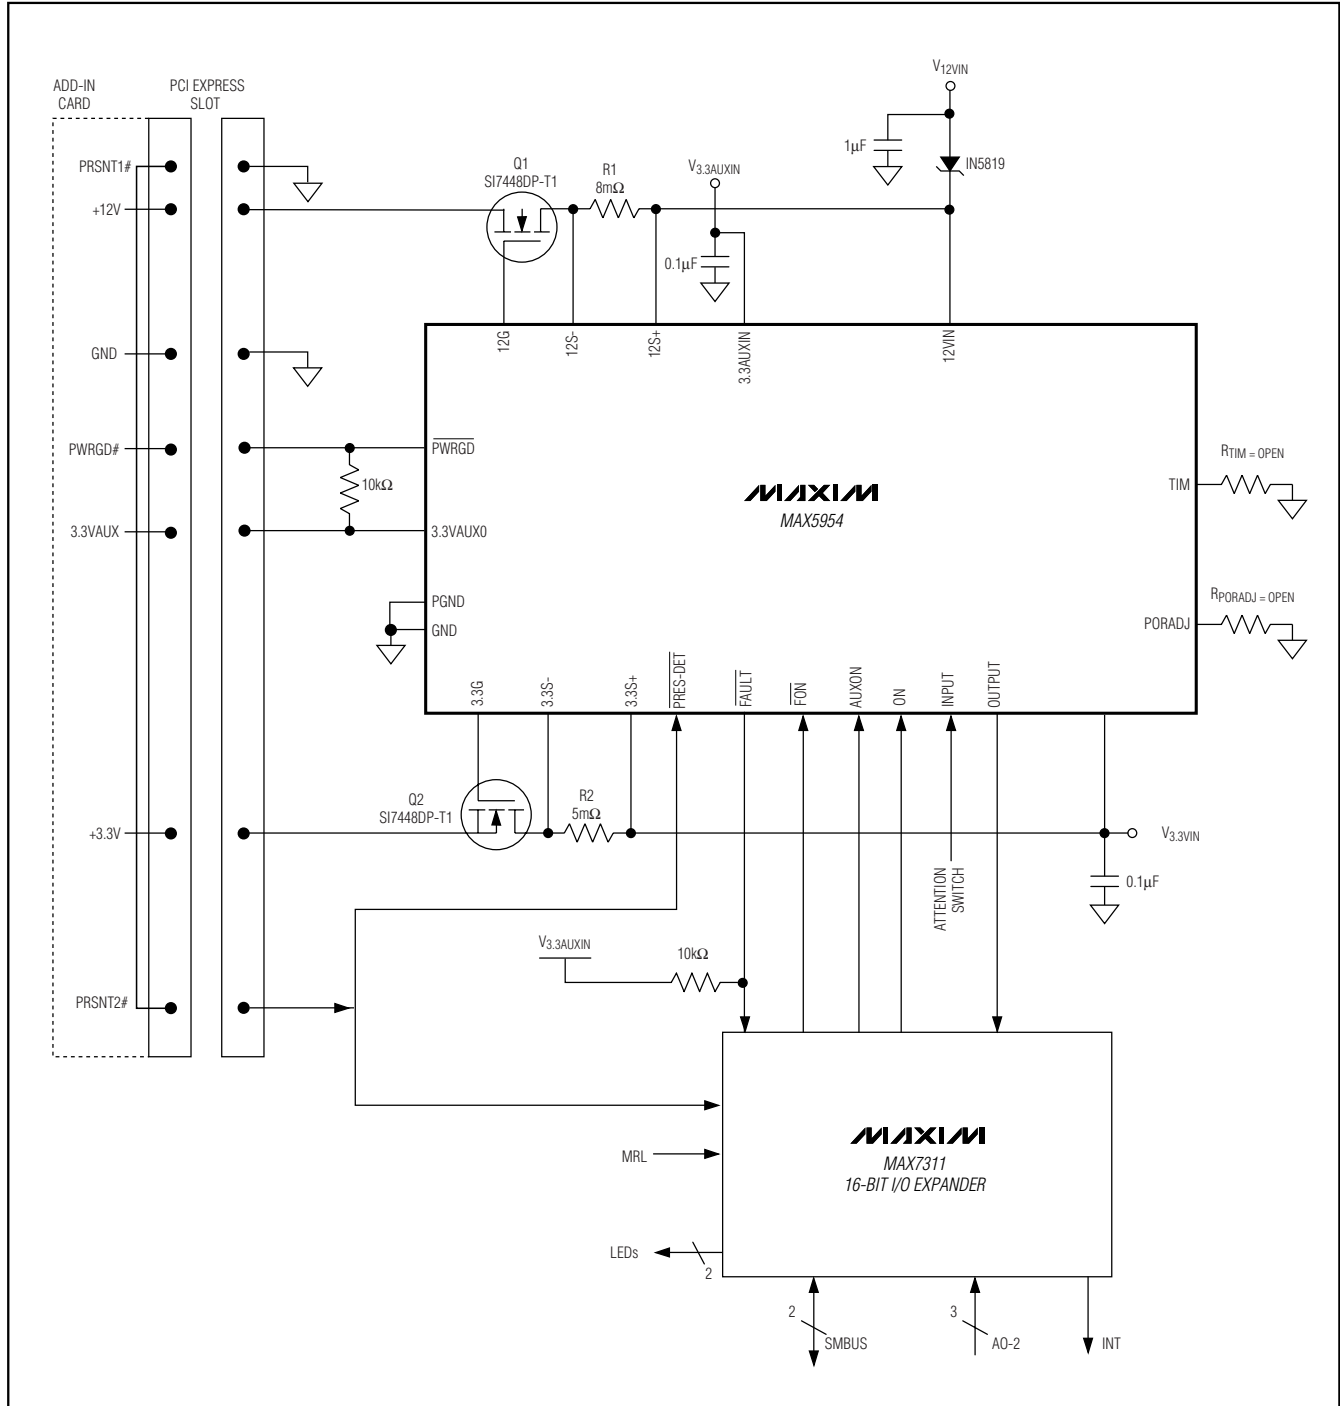 ADD-IN
CARD
PCI EXPRESS
SLOT
V12VIN
1µF
IN5819
PRSNT1#
Q1
SI7448DP-T1
R1
8mΩ
V3.3AUXIN
+12V
0.1µF
12G
12S-
12S+
3.3AUXIN
12VIN
GND
PWRGD#
PWRGD
10kΩ
3.3VAUX
3.3VAUX0
MAXIM
MAX5954
TIM
RTIM = OPEN
PGND
GND
PORADJ
RPORADJ = OPEN
3.3G
3.3S-
3.3S+
PRES-DET
FAULT
FON
AUXON
ON
INPUT
OUTPUT
Q2
SI7448DP-T1
R2
5mΩ
+3.3V
V3.3VIN
0.1µF
ATTENTION
SWITCH
V3.3AUXIN
10kΩ
PRSNT2#
MAXIM
MAX7311
16-BIT I/O EXPANDER
MRL
LEDs
2
2
SMBUS
3
AO-2
INT